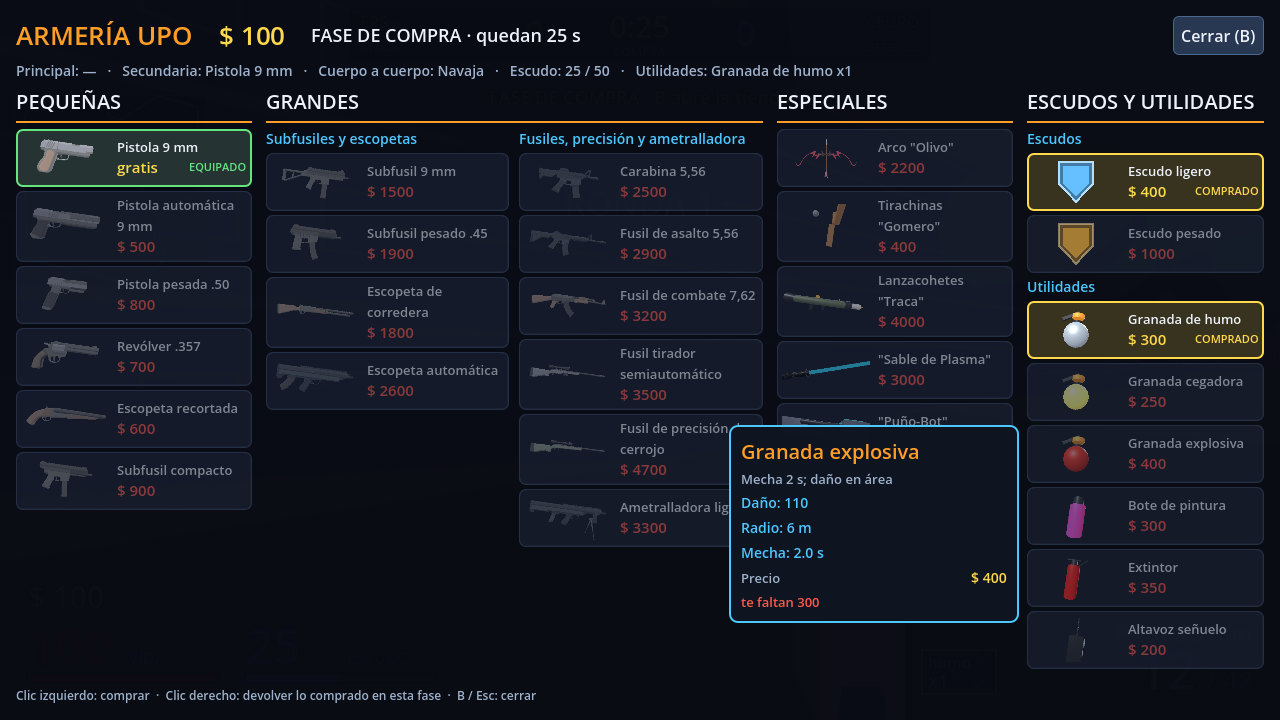 ARMERÍA UPO $ 100 FASE DE COMPRA · quedan 25 s Cerrar (B)
Principal: — · Secundaria: Pistola 9 mm · Cuerpo a cuerpo: Navaja · Escudo: 25 / 50 · Utilidades: Granada de humo x1
PEQUEÑAS
Pistola 9 mm
gratis EQUIPADO
Pistola automática
9 mm
$ 500
Pistola pesada .50
$ 800
Revólver .357
$ 700
Escopeta recortada
$ 600
Subfusil compacto
$ 900
GRANDES
Subfusiles y escopetas
Subfusil 9 mm
$ 1500
Subfusil pesado .45
$ 1900
Escopeta de
corredera
$ 1800
Escopeta automática
$ 2600
Fusiles, precisión y ametralladora
Carabina 5,56
$ 2500
Fusil de asalto 5,56
$ 2900
Fusil de combate 7,62
$ 3200
Fusil tirador
semiautomático
$ 3500
Fusil de precisión
cerrojo
$ 4700
Ametralladora
$ 3300
ESPECIALES
Arco "Olivo"
$ 2200
Tirachinas
"Gomero"
$ 400
Lanzacohetes
"Traca"
$ 4000
"Sable de Plasma"
$ 3000
"Puño-Bot"
Granada explosiva
Mecha 2 s; daño en área
Daño: 110
Radio: 6 m
Mecha: 2.0 s
Precio $ 400
te faltan 300
ESCUDOS Y UTILIDADES
Escudos
Escudo ligero
$ 400 COMPRADO
Escudo pesado
$ 1000
Utilidades
Granada de humo
$ 300 COMPRADO
Granada cegadora
$ 250
Granada explosiva
$ 400
Bote de pintura
$ 300
Extintor
$ 350
Altavoz señuelo
$ 200
Clic izquierdo: comprar · Clic derecho: devolver lo comprado en esta fase · B / Esc: cerrar